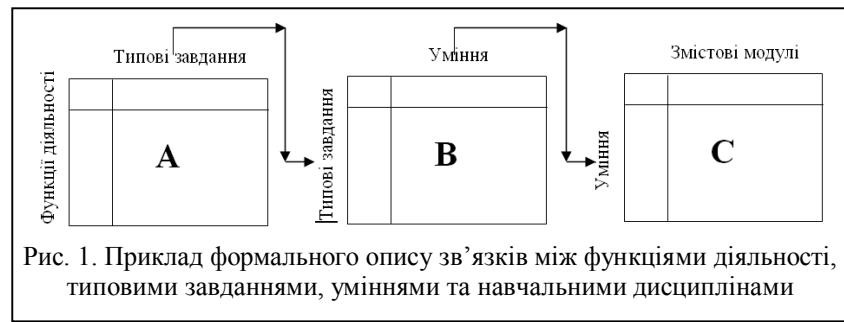 Типові завдання
Уміння
Змістові модулі
Функції діяльності
A
Типові завдання
B
Уміння
C
Рис. 1. Приклад формального опису зв’язків між функціями діяльності,
типовими завданнями, уміннями та навчальними дисциплінами